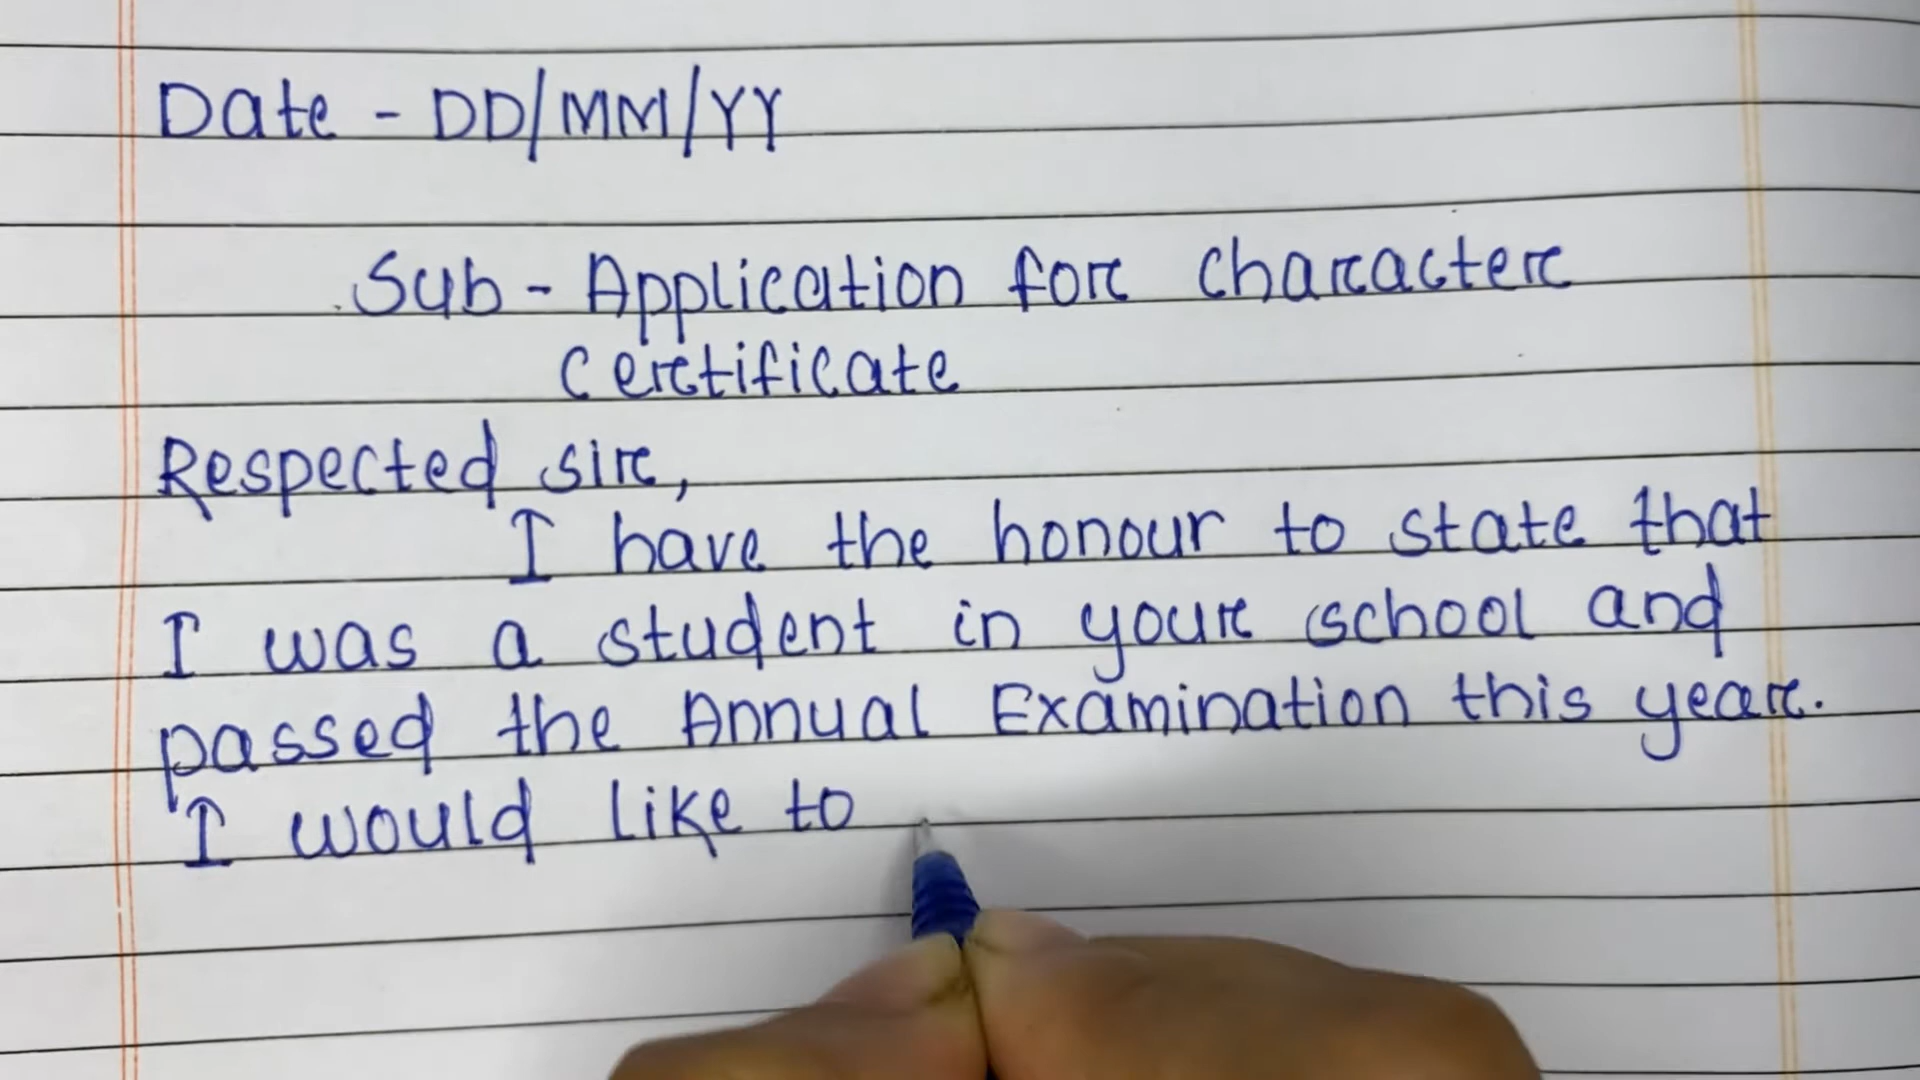 Date - DD/MM/YY
Sub - Application for character
certificate
Respected sir,
I have the honour to state that
I was a student in your school and
passed the Annual Examination this year.
I would like to